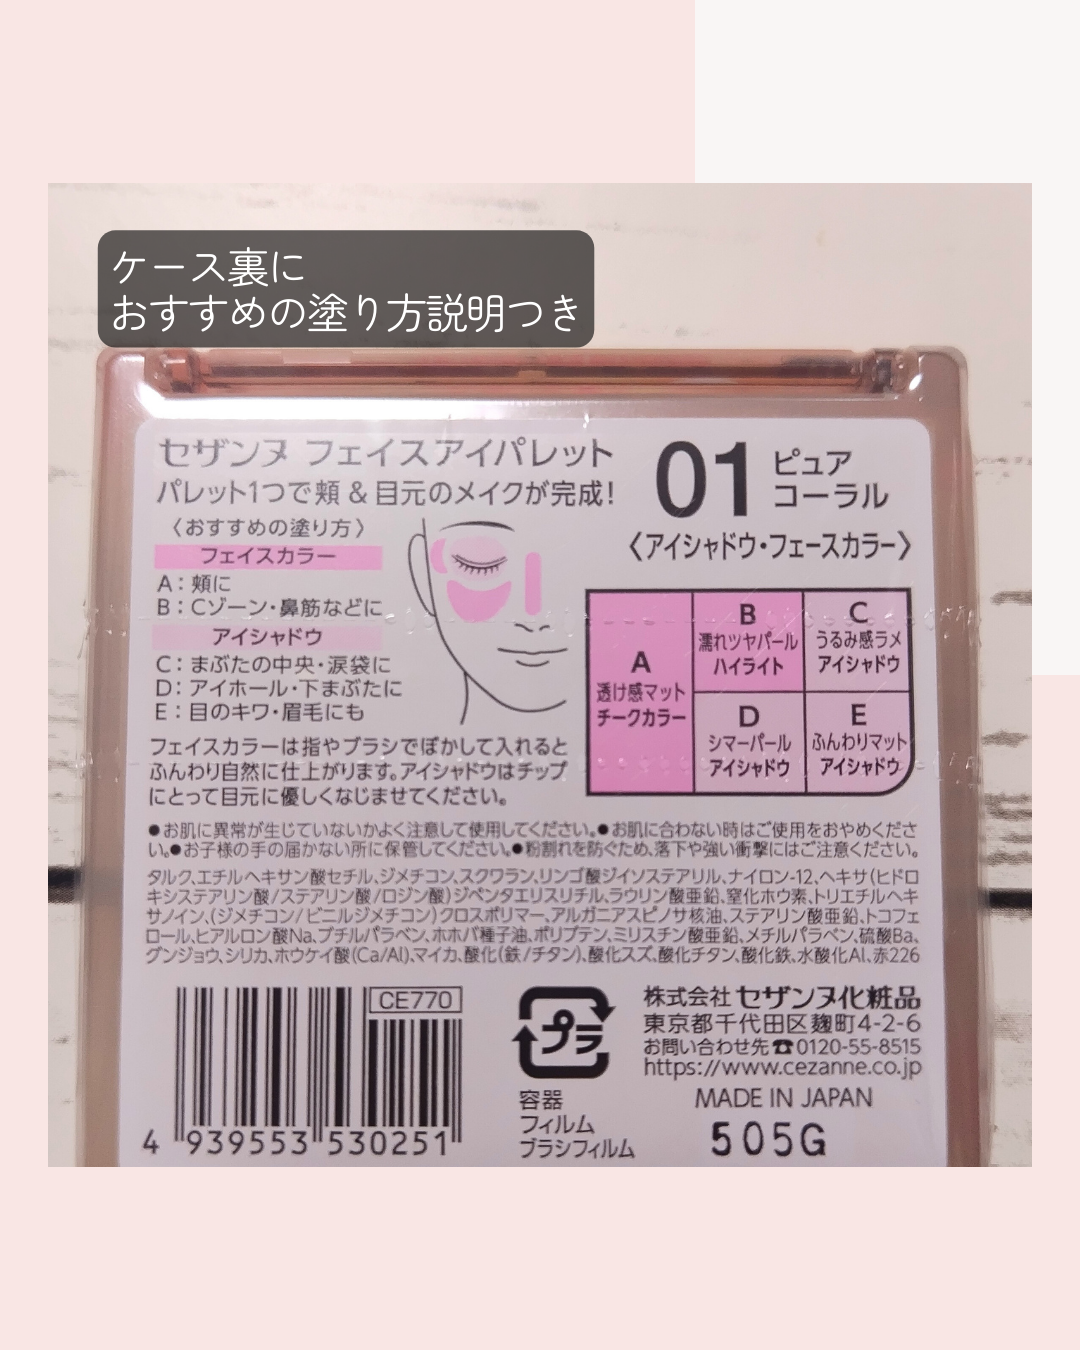 ケース裏に
おすすめの塗り方説明つき
セザンヌ フェイスアイパレット
パレット1つで頬＆目元のメイクが完成!
01 ピュア
コーラル
〈アイシャドウ・フェースカラー〉
〈おすすめの塗り方〉
フェイスカラー
A：頬に
B：Cゾーン・鼻筋などに
アイシャドウ
C：まぶたの中央・涙袋に
D：アイホール・下まぶたに
E：目のキワ・眉毛にも
A
透け感マット
チークカラー
B
濡れツヤパール
ハイライト
C
うるみ感ラメ
アイシャドウ
D
シマーパール
アイシャドウ
E
ふんわりマット
アイシャドウ
フェイスカラーは指やブラシでぼかして入れると
ふんわり自然に仕上がります。アイシャドウはチップ
にとって目元に優しくなじませてください。
●お肌に異常が生じていないかよく注意して使用してください。●お肌に合わない時はご使用をおやめくださ
い。●お子様の手の届かない所に保管してください。●粉割れを防ぐため、落下や強い衝撃にはご注意ください。
タルク、エチルヘキサン酸セチル、ジメチコン、スクワラン、リンゴ酸ジイソステアリル、ナイロン-12、ヘキサ(ヒドロ
キシステアリン酸/ステアリン酸/ロジン酸)ジペンタエリスリチル、ラウリン酸亜鉛、窒化ホウ素、トリエチルヘキ
サノイン、(ジメチコン/ビニルジメチコン)クロスポリマー、アルガニアスピノサ核油、ステアリン酸亜鉛、トコフェ
ロール、ヒアルロン酸Na、ブチルパラベン、ホホバ種子油、ポリブテン、ミリスチン酸亜鉛、メチルパラベン、硫酸Ba、
グンジョウ、シリカ、ホウケイ酸(Ca/Al)、マイカ、酸化(鉄/チタン)、酸化スズ、酸化チタン、酸化鉄、水酸化Al、赤226
CE770
4 939553 530251
プラ
容器
フィルム
ブラシフィルム
株式会社 セザンヌ化粧品
東京都千代田区麹町4-2-6
お問い合わせ先☎0120-55-8515
https://www.cezanne.co.jp
MADE IN JAPAN
505G